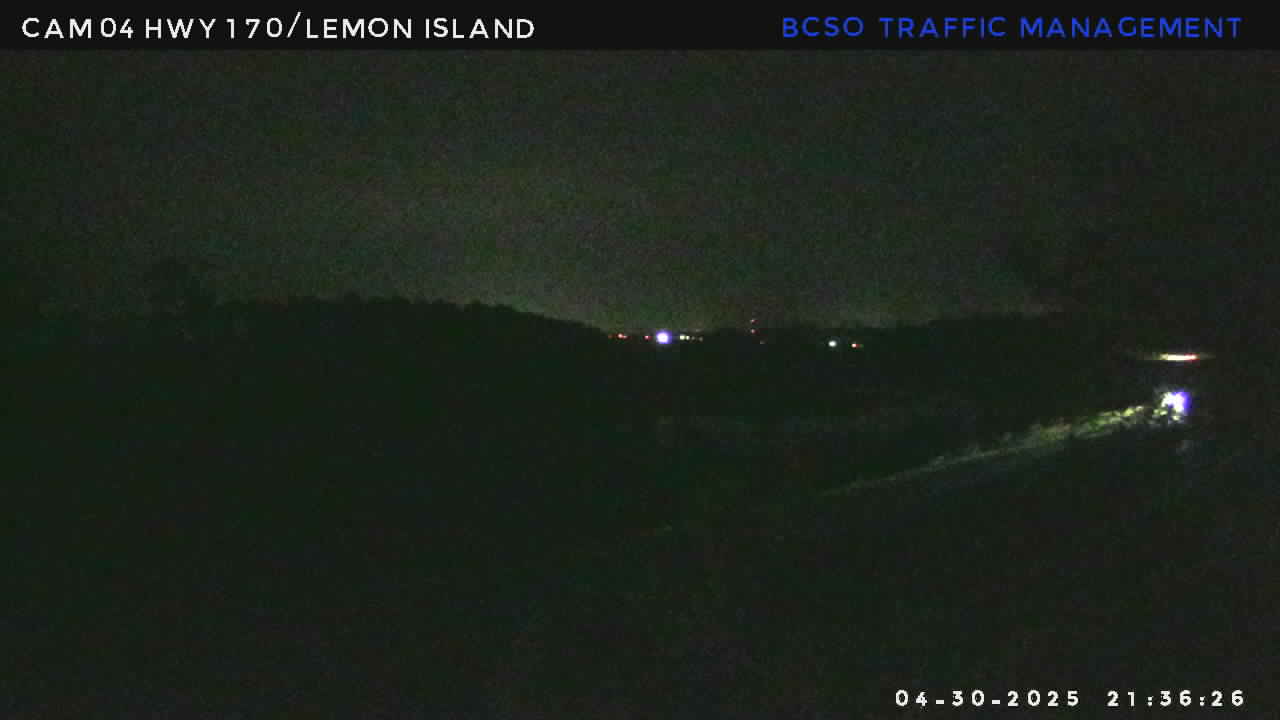 CAM04 HWY 170/LEMON ISLAND
BCSO TRAFFIC MANAGEMENT
04-30-2025 21:36:26